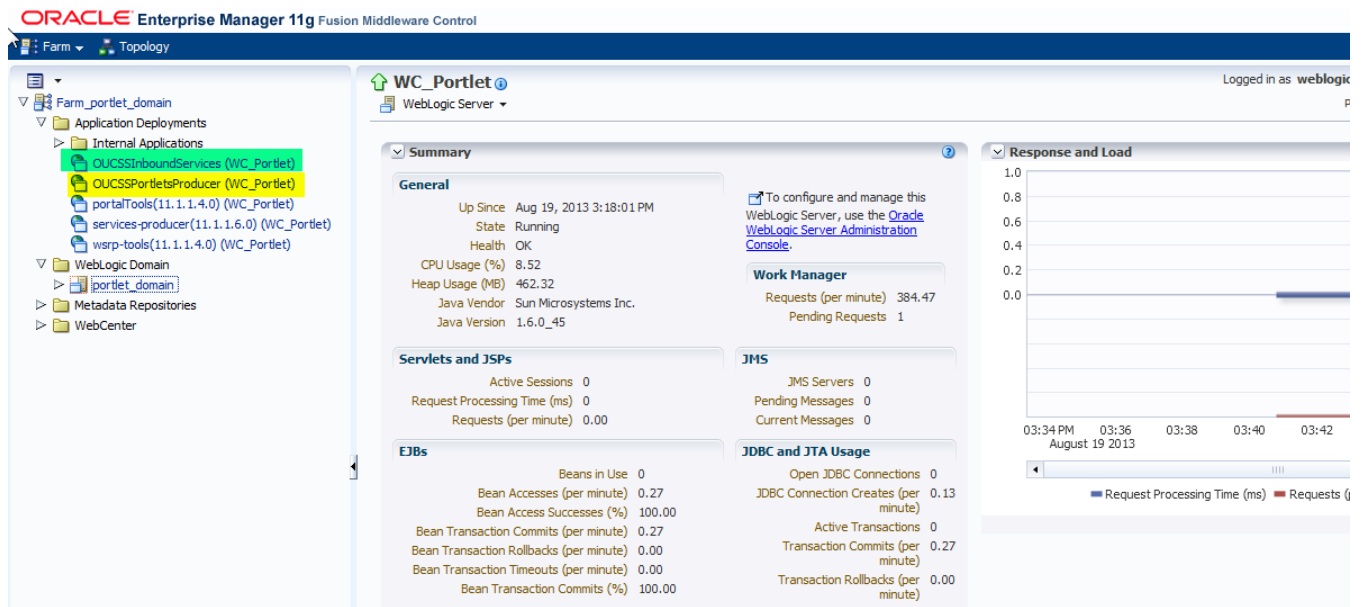 ORACLE Enterprise Manager 11g Fusion Middleware Control
Farm Topology
Farm_portlet_domain
Application Deployments
Internal Applications
OUCSSInboundServices (WC_Portlet)
OUCSSPortletsProducer (WC_Portlet)
portalTools(11.1.1.4.0) (WC_Portlet)
services-producer(11.1.1.6.0) (WC_Portlet)
wsrp-tools(11.1.1.4.0) (WC_Portlet)
WebLogic Domain
portlet_domain
Metadata Repositories
WebCenter
WC_Portlet
WebLogic Server
Logged in as weblogic
P
Summary
General
Up Since Aug 19, 2013 3:18:01 PM
State Running
Health OK
CPU Usage (%) 8.52
Heap Usage (MB) 462.32
Java Vendor Sun Microsystems Inc.
Java Version 1.6.0_45
To configure and manage this
WebLogic Server, use the Oracle
WebLogic Server Administration
Console.
Work Manager
Requests (per minute) 384.47
Pending Requests 1
Servlets and JSPs
Active Sessions 0
Request Processing Time (ms) 0
Requests (per minute) 0.00
JMS
JMS Servers 0
Pending Messages 0
Current Messages 0
EJBs
Beans in Use 0
Bean Accesses (per minute) 0.27
Bean Access Successes (%) 100.00
Bean Transaction Commits (per minute) 0.27
Bean Transaction Rollbacks (per minute) 0.00
Bean Transaction Timeouts (per minute) 0.00
Bean Transaction Commits (%) 100.00
JDBC and JTA Usage
Open JDBC Connections 0
JDBC Connection Creates (per 0.13
minute)
Active Transactions 0
Transaction Commits (per 0.27
minute)
Transaction Rollbacks (per 0.00
minute)
Response and Load
1.0
0.8
0.6
0.4
0.2
0.0
03:34 PM 03:36 03:38 03:40 03:42
August 19 2013
Request Processing Time (ms) Requests (